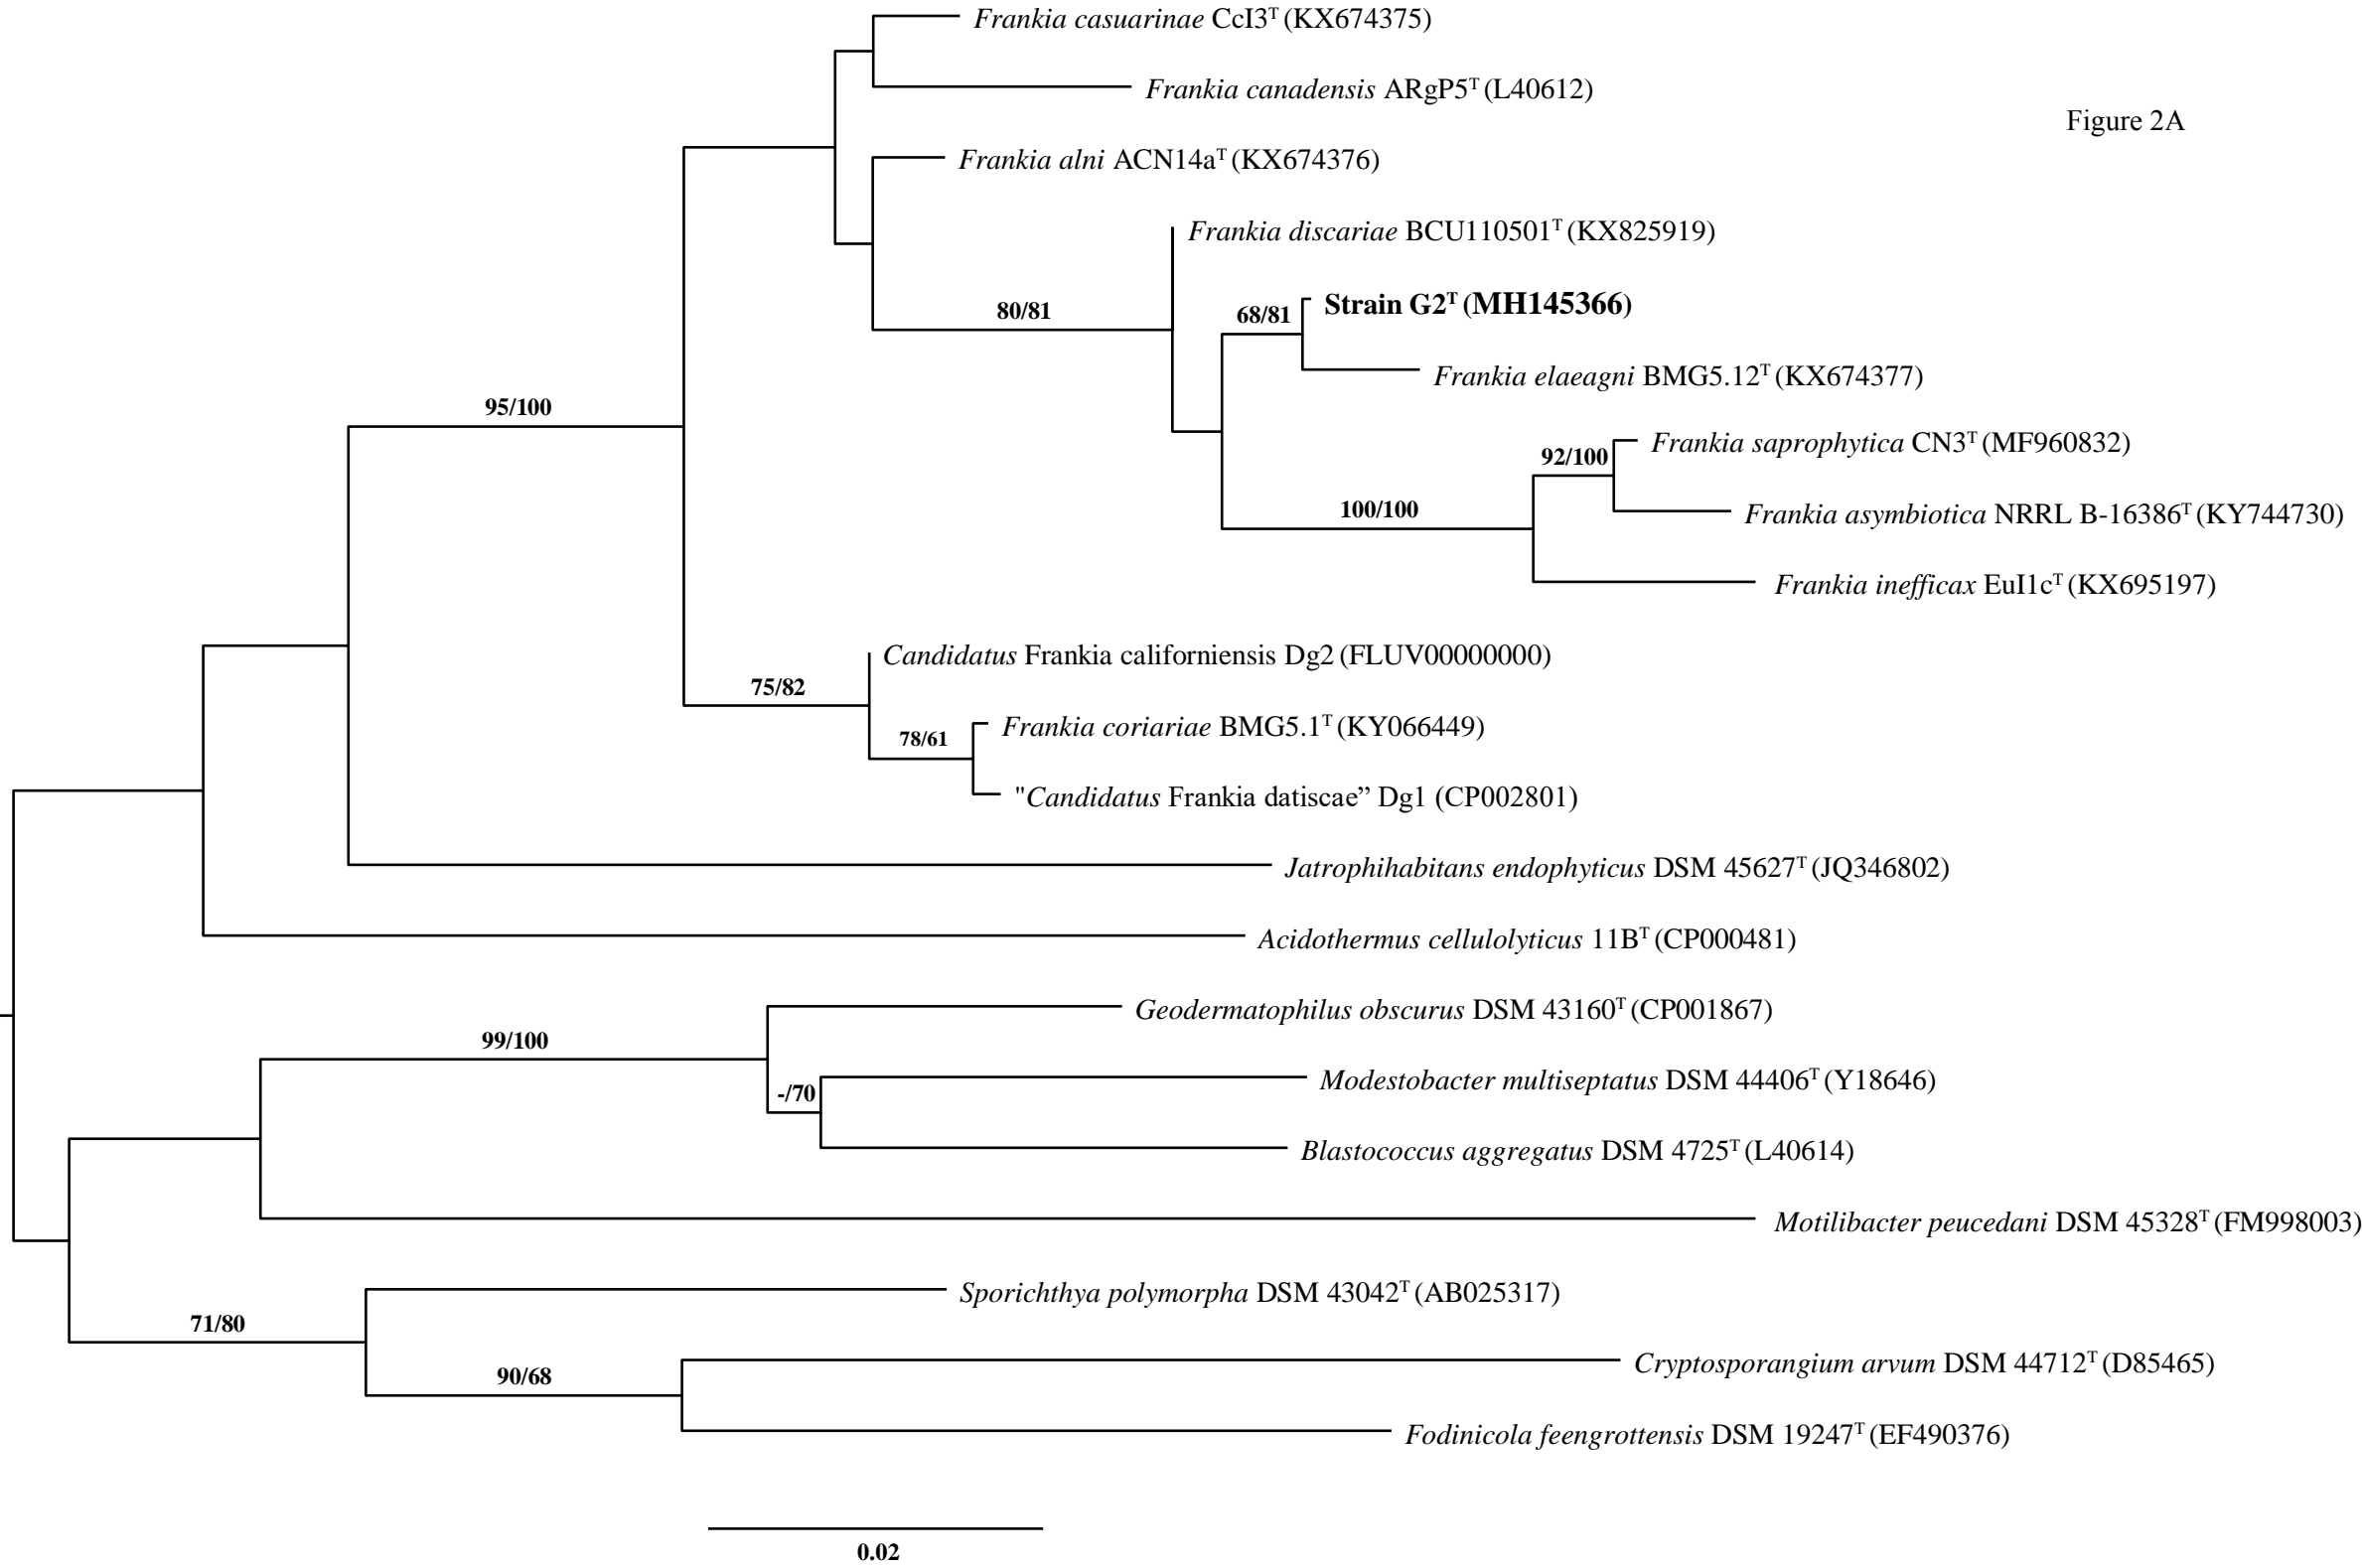 Frankia casuarinae CcI3ᵀ (KX674375)
Frankia canadensis ARgP5ᵀ (L40612)
Figure 2A
Frankia alni ACN14aᵀ (KX674376)
Frankia discariae BCU110501ᵀ (KX825919)
80/81
68/81
Strain G2ᵀ (MH145366)
Frankia elaeagni BMG5.12ᵀ (KX674377)
95/100
Frankia saprophytica CN3ᵀ (MF960832)
92/100
100/100
Frankia asymbiotica NRRL B-16386ᵀ (KY744730)
Frankia inefficax EuI1cᵀ (KX695197)
Candidatus Frankia californiensis Dg2 (FLUV00000000)
75/82
78/61
Frankia coriariae BMG5.1ᵀ (KY066449)
"Candidatus Frankia datiscae” Dg1 (CP002801)
Jatrophihabitans endophyticus DSM 45627ᵀ (JQ346802)
Acidothermus cellulolyticus 11Bᵀ (CP000481)
Geodermatophilus obscurus DSM 43160ᵀ (CP001867)
99/100
Modestobacter multiseptatus DSM 44406ᵀ (Y18646)
-/70
Blastococcus aggregatus DSM 4725ᵀ (L40614)
Motilibacter peucedani DSM 45328ᵀ (FM998003)
Sporichthya polymorpha DSM 43042ᵀ (AB025317)
71/80
Cryptosporangium arvum DSM 44712ᵀ (D85465)
90/68
Fodinicola feengrottensis DSM 19247ᵀ (EF490376)
0.02